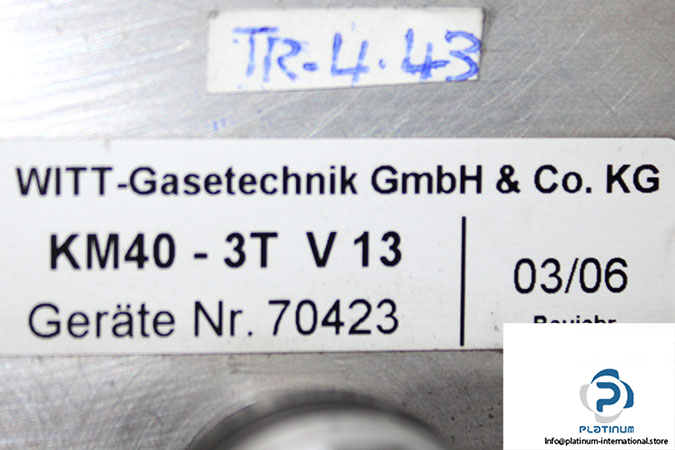 TR.4.43
WITT-Gasetechnik GmbH & Co. KG
KM40 - 3T V 13
03/06
Geräte Nr. 70423
Baujahr
PLATINUM
Info@platinum-international.store